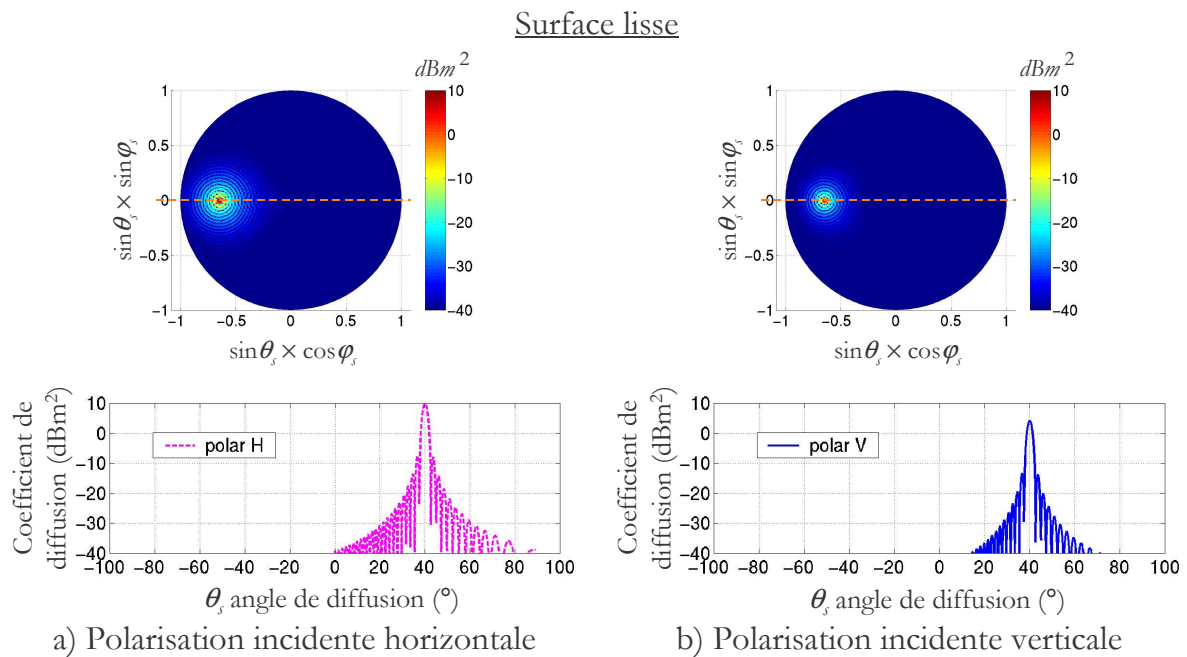 Surface lisse
dBm²
1
0.5
0
−0.5
−1
−1 −0.5 0 0.5 1
sinθs × sinφs
sinθs × cosφs
10
0
−10
−20
−30
−40
dBm²
1
0.5
0
−0.5
−1
−1 −0.5 0 0.5 1
sinθs × sinφs
sinθs × cosφs
10
0
−10
−20
−30
−40
Coefficient de
diffusion (dBm²)
10
0
−10
−20
−30
−40
polar H
−100 −80 −60 −40 −20 0 20 40 60 80 100
θs angle de diffusion (°)
a) Polarisation incidente horizontale
Coefficient de
diffusion (dBm²)
10
0
−10
−20
−30
−40
polar V
−100 −80 −60 −40 −20 0 20 40 60 80 100
θs angle de diffusion (°)
b) Polarisation incidente verticale